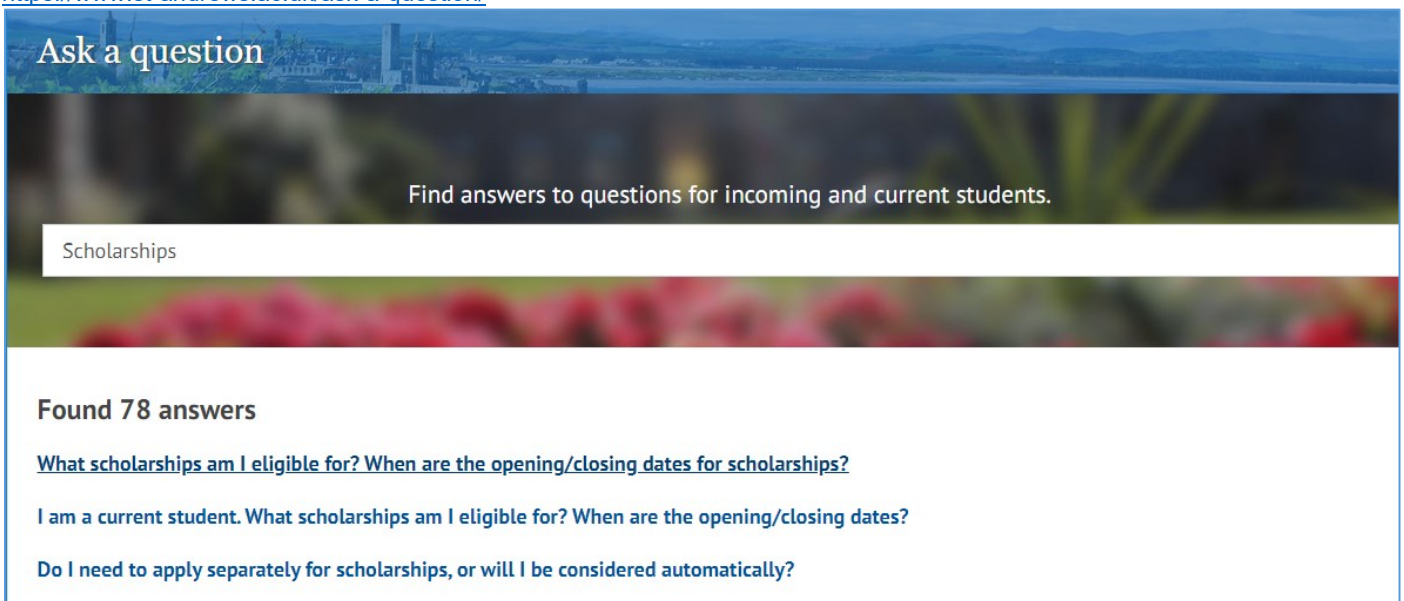 Ask a question
Find answers to questions for incoming and current students.
Scholarships
Found 78 answers
What scholarships am I eligible for? When are the opening/closing dates for scholarships?
I am a current student. What scholarships am I eligible for? When are the opening/closing dates?
Do I need to apply separately for scholarships, or will I be considered automatically?